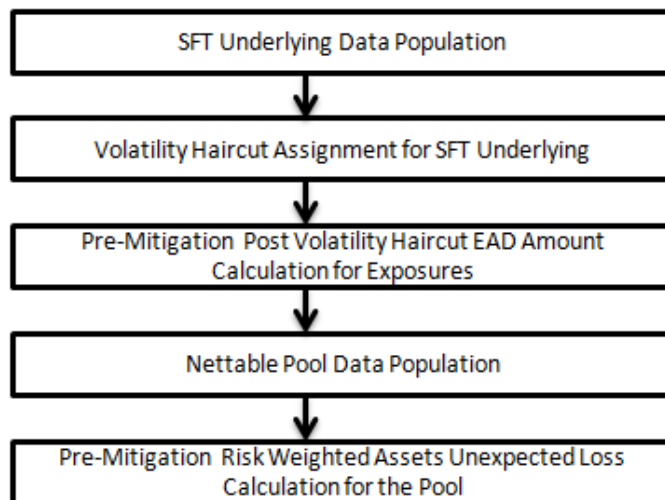 SFT Underlying Data Population
Volatility Haircut Assignment for SFT Underlying
Pre-Mitigation Post Volatility Haircut EAD Amount
Calculation for Exposures
Nettable Pool Data Population
Pre-Mitigation Risk Weighted Assets Unexpected Loss
Calculation for the Pool